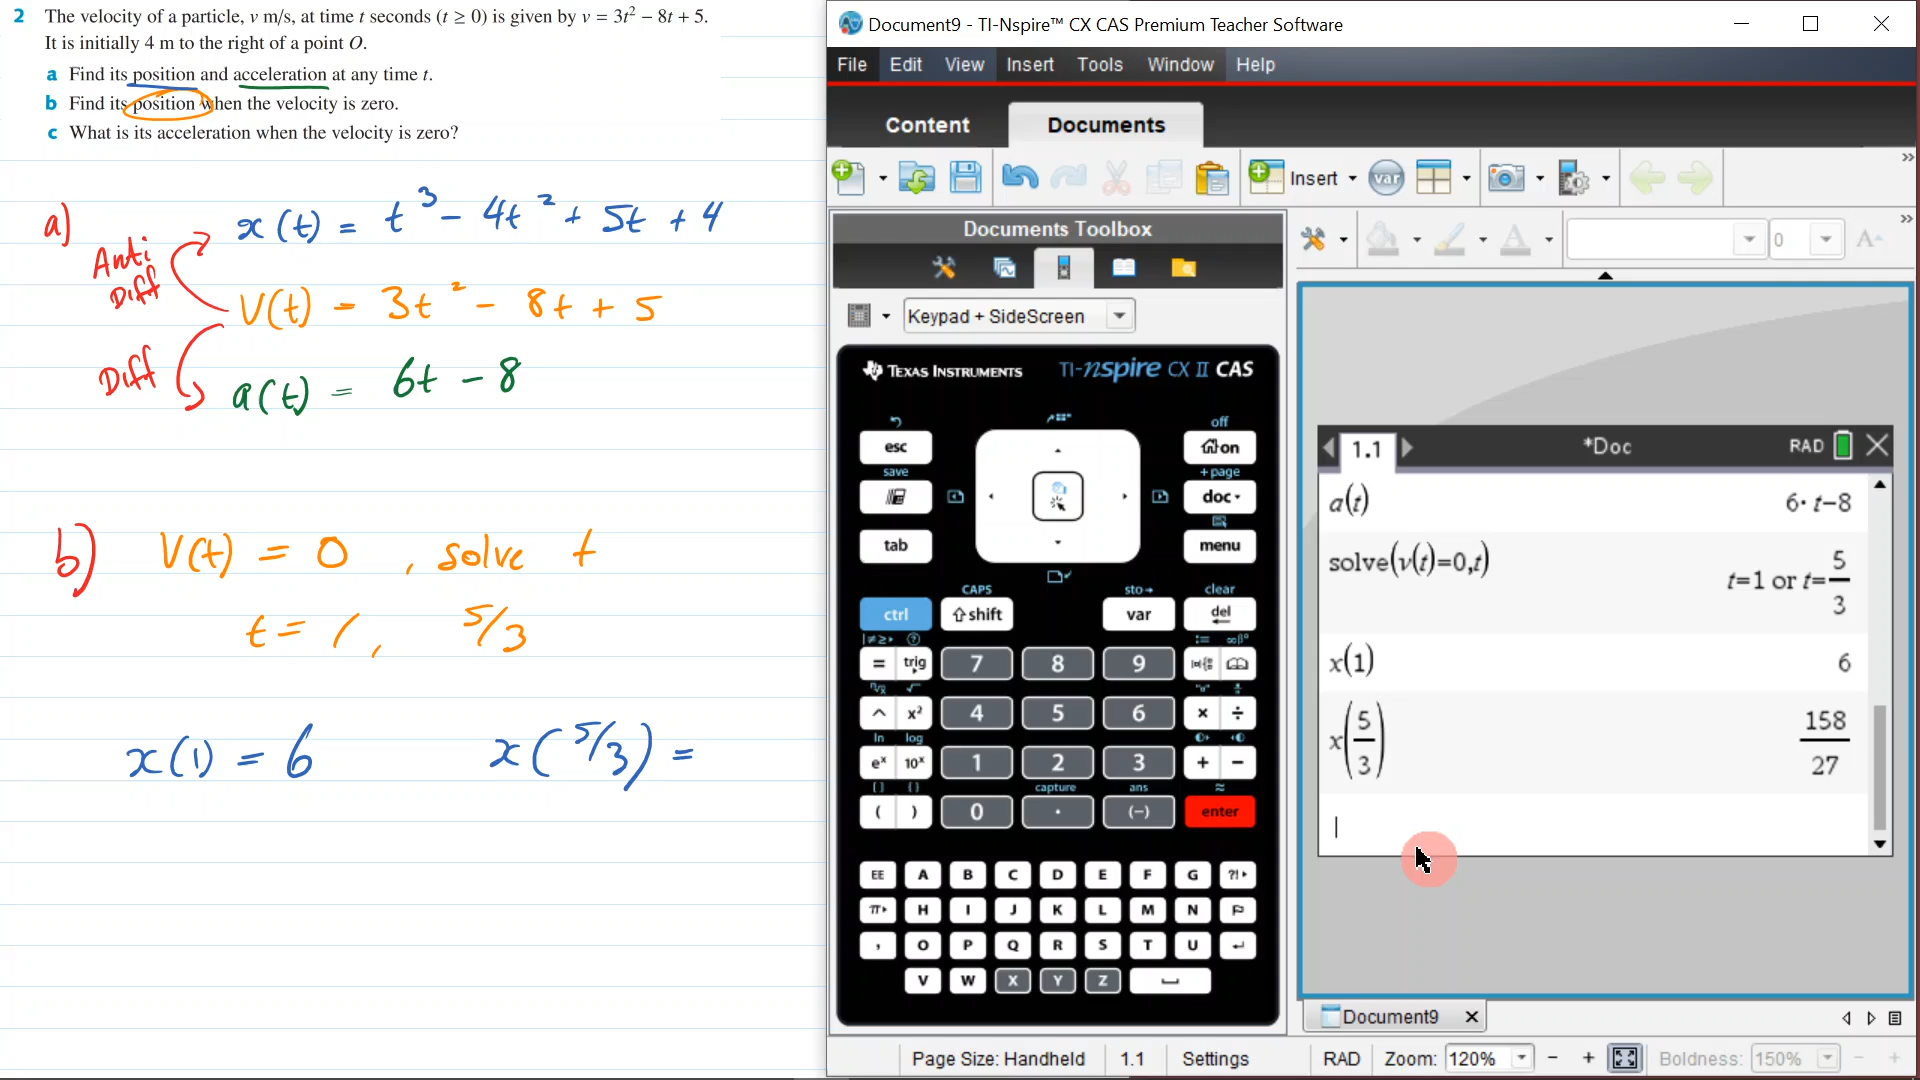 2 The velocity of a particle, v m/s, at time t seconds (t ≥ 0) is given by v = 3t² − 8t + 5.
It is initially 4 m to the right of a point O.
a Find its position and acceleration at any time t.
b Find its position when the velocity is zero.
c What is its acceleration when the velocity is zero?
a)
x(t) = t³ − 4t² + 5t + 4
Anti
Diff
V(t) = 3t² − 8t + 5
Diff
a(t) = 6t − 8
b) V(t) = 0 , solve t
t = 1 , 5/3
x(1) = 6 x(5/3) =
Document9 - TI-Nspire™ CX CAS Premium Teacher Software
File Edit View Insert Tools Window Help
Content Documents
Insert var
Documents Toolbox
0 A
Keypad + SideScreen
TEXAS INSTRUMENTS TI-nspire CX II CAS
off
esc on
save + page
doc
tab menu
CAPS sto→ clear
ctrl shift var del
= trig 7 8 9
^ x² 4 5 6 × ÷
ln log
eˣ 10ˣ 1 2 3 + −
[] {} capture ans ≈
( ) 0 . (−) enter
EE A B C D E F G ?!▸
π▸ H I J K L M N
, O P Q R S T U ↵
V W X Y Z
1.1 *Doc RAD
a(t) 6·t−8
solve(v(t)=0,t) t=1 or t=5/3
x(1) 6
x(5/3) 158/27
Document9
Page Size: Handheld 1.1 Settings RAD Zoom: 120% − + Boldness: 150% − +